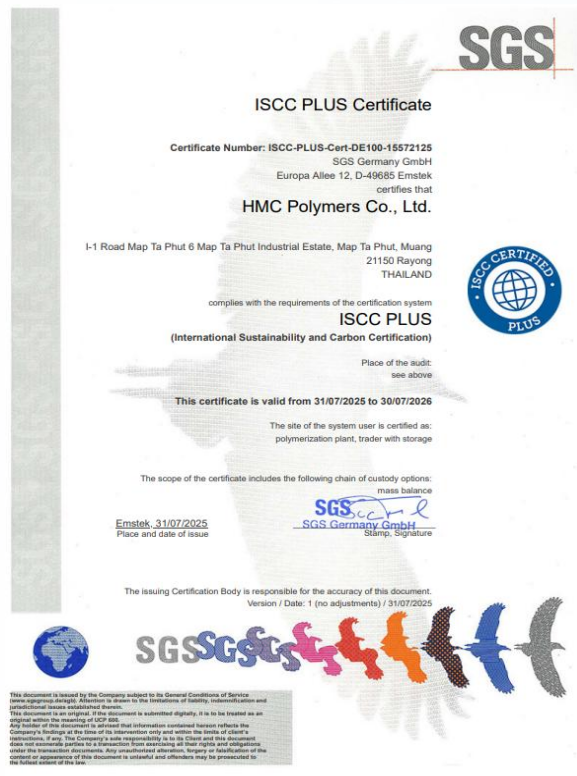 SGS
ISCC PLUS Certificate
Certificate Number: ISCC-PLUS-Cert-DE100-15572125
SGS Germany GmbH
Europa Allee 12, D-49685 Emstek
certifies that
HMC Polymers Co., Ltd.
I-1 Road Map Ta Phut 6 Map Ta Phut Industrial Estate, Map Ta Phut, Muang
21150 Rayong
THAILAND
ISCC CERTIFIED
PLUS
complies with the requirements of the certification system
ISCC PLUS
(International Sustainability and Carbon Certification)
Place of the audit:
see above
This certificate is valid from 31/07/2025 to 30/07/2026
The site of the system user is certified as:
polymerization plant, trader with storage
The scope of the certificate includes the following chain of custody options:
mass balance
SGS
SGS Germany GmbH
Emstek, 31/07/2025
Place and date of issue
Stamp, Signature
The issuing Certification Body is responsible for the accuracy of this document.
Version / Date: 1 (no adjustments) / 31/07/2025
SGSSGSSGS
This document is issued by the Company subject to its General Conditions of Service
(www.sgsgroup.de/agb). Attention is drawn to the limitations of liability, indemnification and
jurisdictional issues established therein.
This document is an original. If the document is submitted digitally, it is to be treated as an
original within the meaning of UCP 600.
Any holder of this document is advised that information contained hereon reflects the
Company's findings at the time of its intervention only and within the limits of client's
instructions, if any. The Company's sole responsibility is to its Client and this document
does not exonerate parties to a transaction from exercising all their rights and obligations
under the transaction documents. Any unauthorized alteration, forgery or falsification of the
content or appearance of this document is unlawful and offenders may be prosecuted to
the fullest extent of the law.